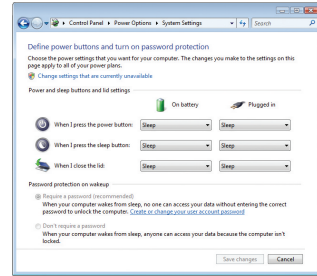 Control Panel ▸ Power Options ▸ System Settings
Search
Define power buttons and turn on password protection
Choose the power settings that you want for your computer. The changes you make to the settings on this
page apply to all of your power plans.
Change settings that are currently unavailable
Power and sleep buttons and lid settings
On battery Plugged in
When I press the power button: Sleep Sleep
When I press the sleep button: Sleep Sleep
When I close the lid: Sleep Sleep
Password protection on wakeup
Require a password (recommended)
When your computer wakes from sleep, no one can access your data without entering the correct
password to unlock the computer. Create or change your user account password
Don't require a password
When your computer wakes from sleep, anyone can access your data because the computer isn't
locked.
Save changes Cancel